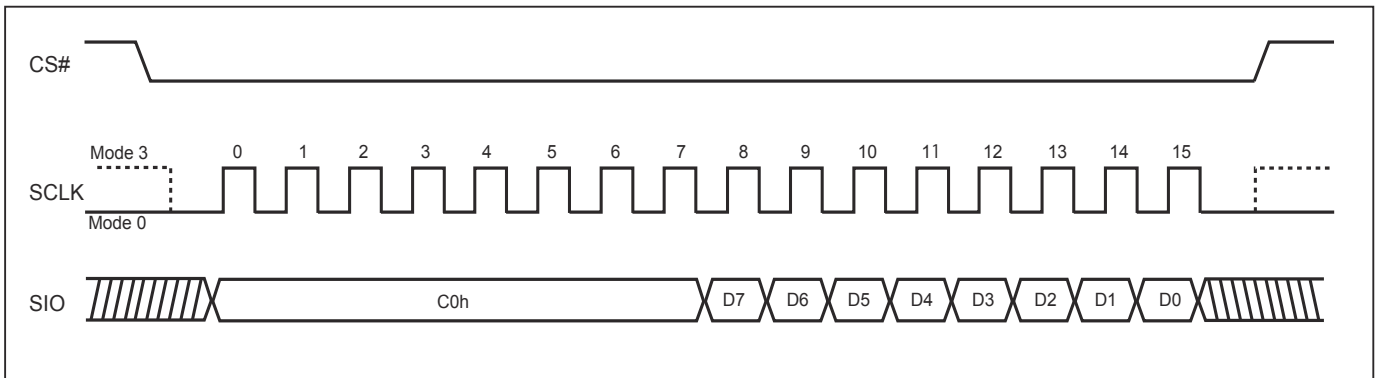 CS#
Mode 3
0 1 2 3 4 5 6 7 8 9 10 11 12 13 14 15
SCLK
Mode 0
SIO
C0h D7 D6 D5 D4 D3 D2 D1 D0